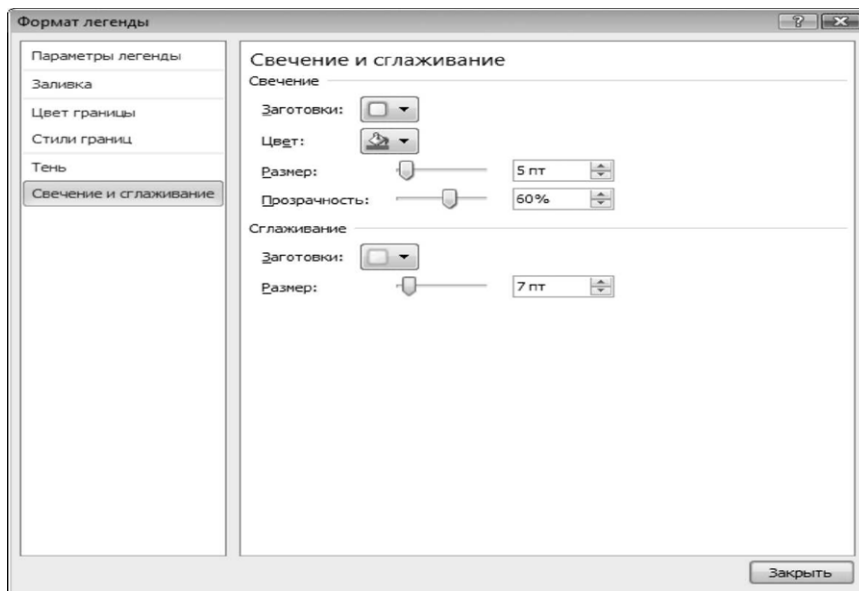 Формат легенды
Параметры легенды
Заливка
Цвет границы
Стили границ
Тень
Свечение и сглаживание
Свечение и сглаживание
Свечение
Заготовки:
Цвет:
Размер: 5 пт
Прозрачность: 60%
Сглаживание
Заготовки:
Размер: 7 пт
Закрыть